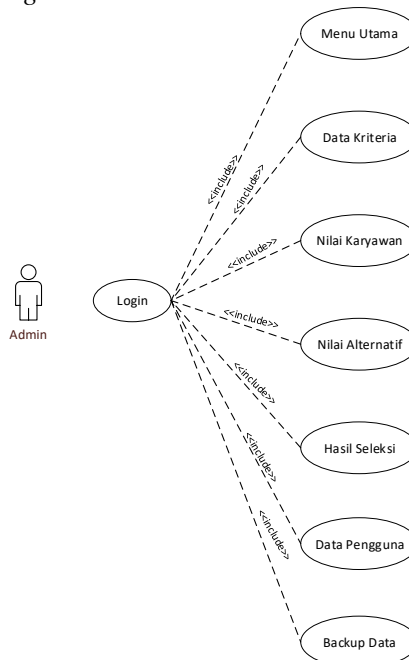 g
Menu Utama
<<include>>
Data Kriteria
<<include>>
Nilai Karyawan
<<include>>
Login
Admin
<<include>>
Nilai Alternatif
<<include>>
Hasil Seleksi
<<include>>
Data Pengguna
<<include>>
Backup Data